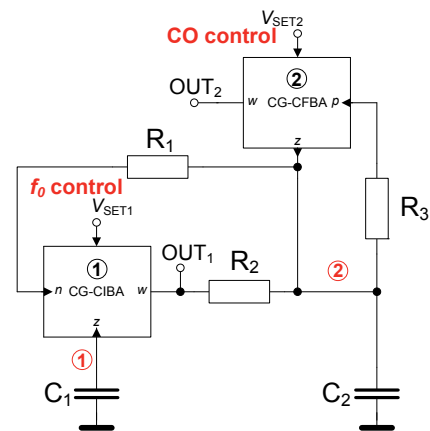 VSET2
CO control
②
OUT2
w CG-CFBA p
z
R1
f0 control
VSET1
R3
OUT1
①
R2
②
n CG-CIBA w
z
①
C1
C2